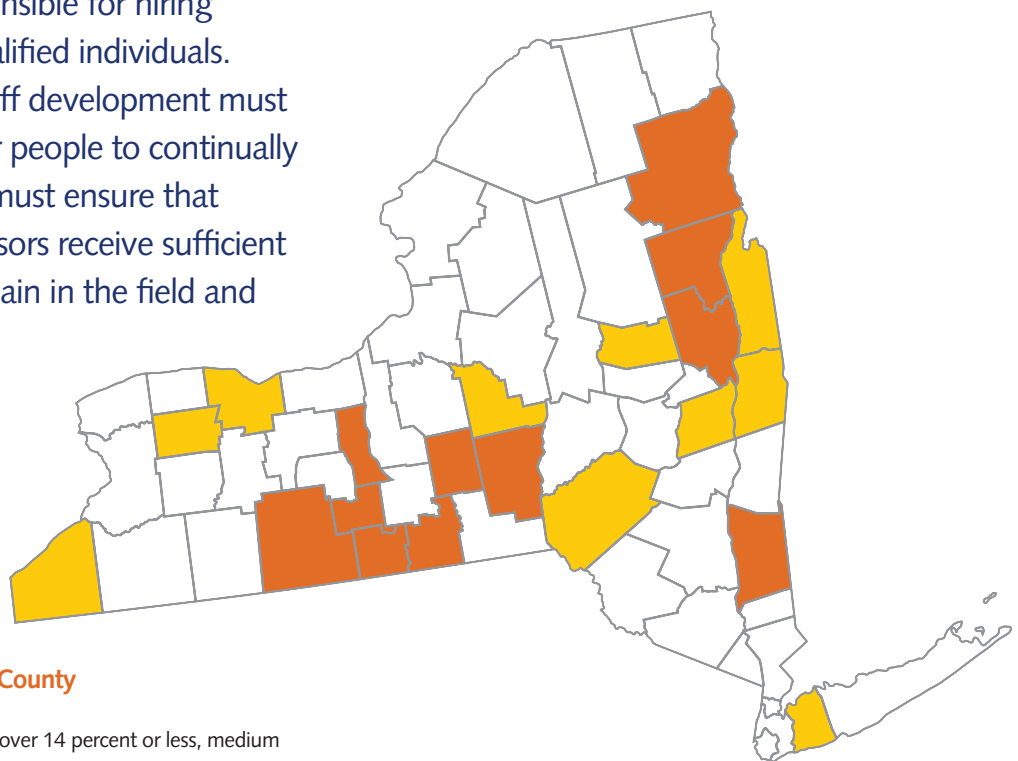 nsible for hiring
alified individuals.
ff development must
r people to continually
must ensure that
sors receive sufficient
ain in the field and
County
over 14 percent or less, medium